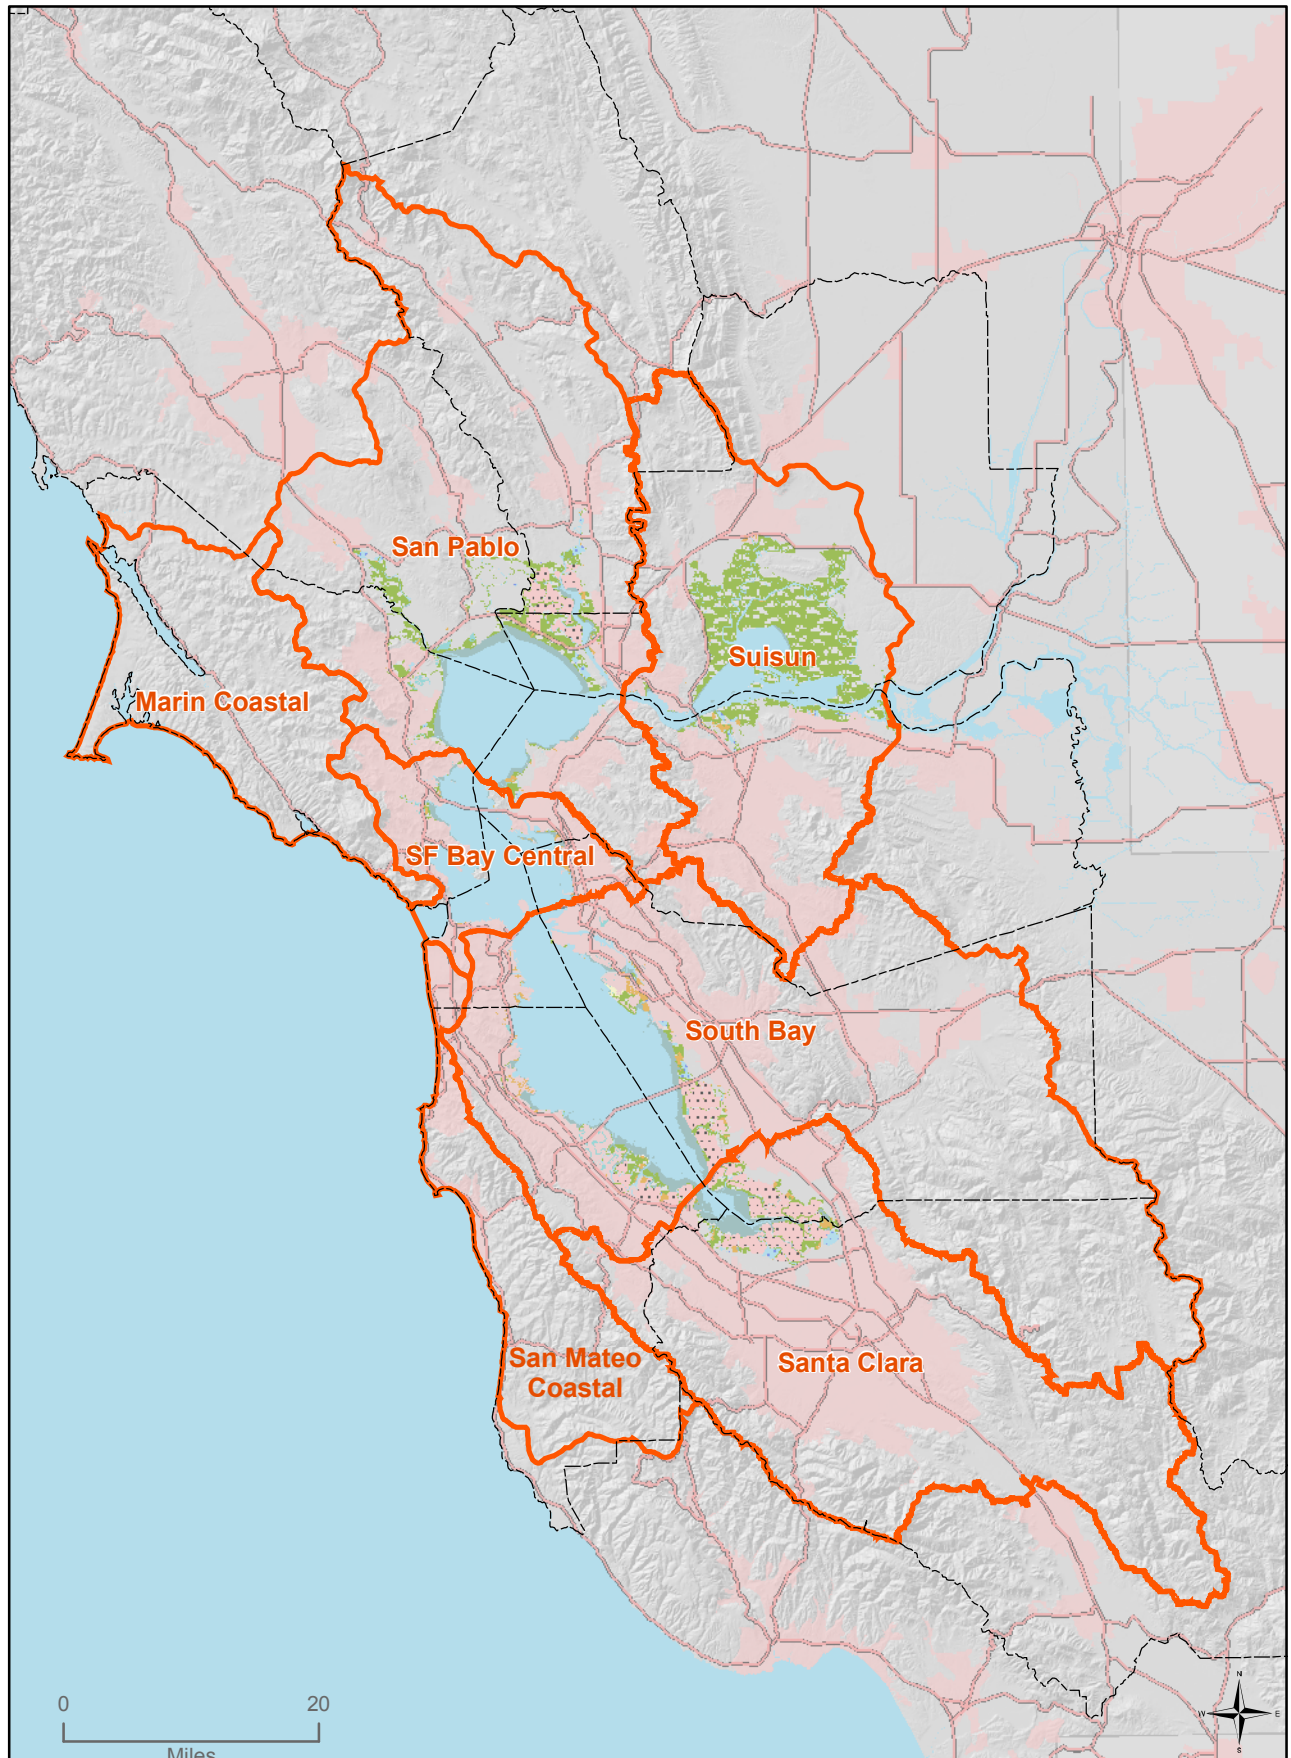 San Pablo
Suisun
Marin Coastal
SF Bay Central
South Bay
San Mateo
Coastal
Santa Clara
0 20
Miles
N
W E
S